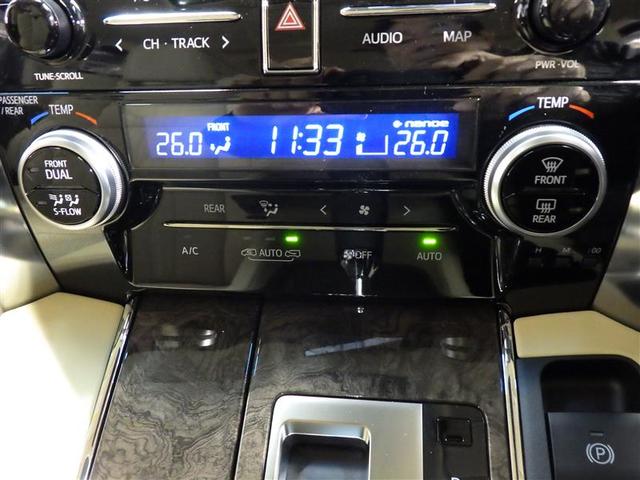 CH · TRACK
AUDIO MAP
TUNE·SCROLL
PWR·VOL
PASSENGER / REAR
TEMP
TEMP
26.0 FRONT 11:33 26.0
nanoe
FRONT
DUAL
S-FLOW
FRONT
REAR
REAR
A/C AUTO OFF AUTO
H M :00
P